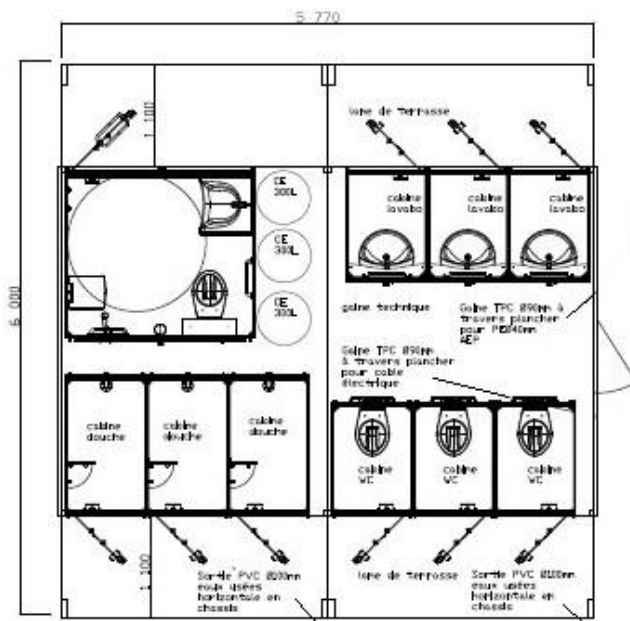 5 770
6 000
1 100
lame de terrasse
CE
300L
CE
300L
CE
300L
cabine
lavabo
cabine
lavabo
cabine
lavabo
gaine technique
Gaine TPC Ø90mm à
travers plancher
pour PEØ40mm
AEP
Gaine TPC Ø90mm
à travers plancher
pour cable
électrique
cabine
douche
cabine
douche
cabine
douche
cabine
WC
cabine
WC
cabine
WC
1 100
Sortie PVC Ø100mm
eaux usées
horizontale en
chassis
lame de terrasse
Sortie PVC Ø100mm
eaux usées
horizontale en
chassis